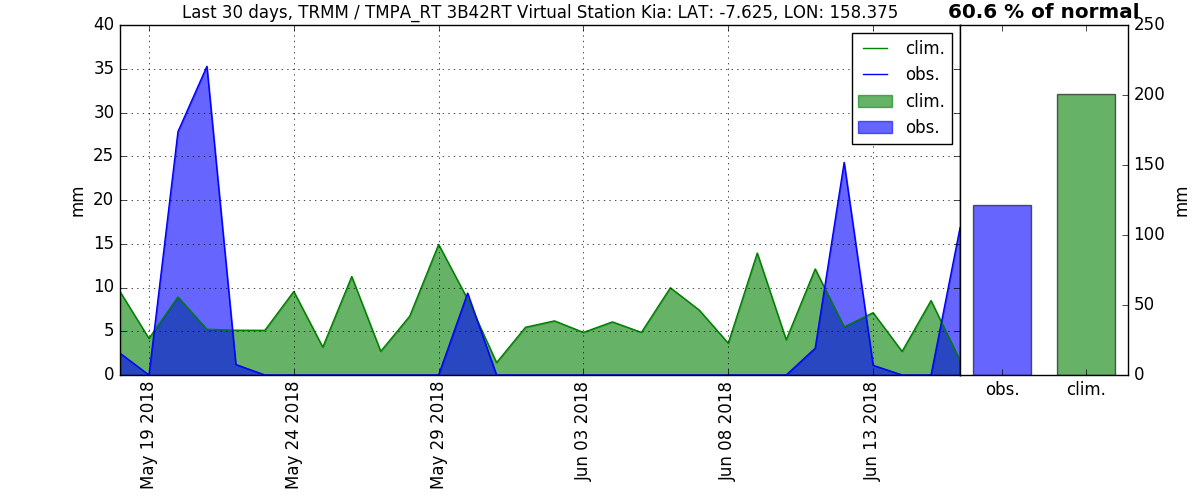 Last 30 days, TRMM / TMPA_RT 3B42RT Virtual Station Kia: LAT: -7.625, LON: 158.375
60.6 % of normal
40
35
30
25
20
15
10
5
0
mm
clim.
obs.
clim.
obs.
250
200
150
100
50
0
mm
obs.
clim.
May 19 2018
May 24 2018
May 29 2018
Jun 03 2018
Jun 08 2018
Jun 13 2018